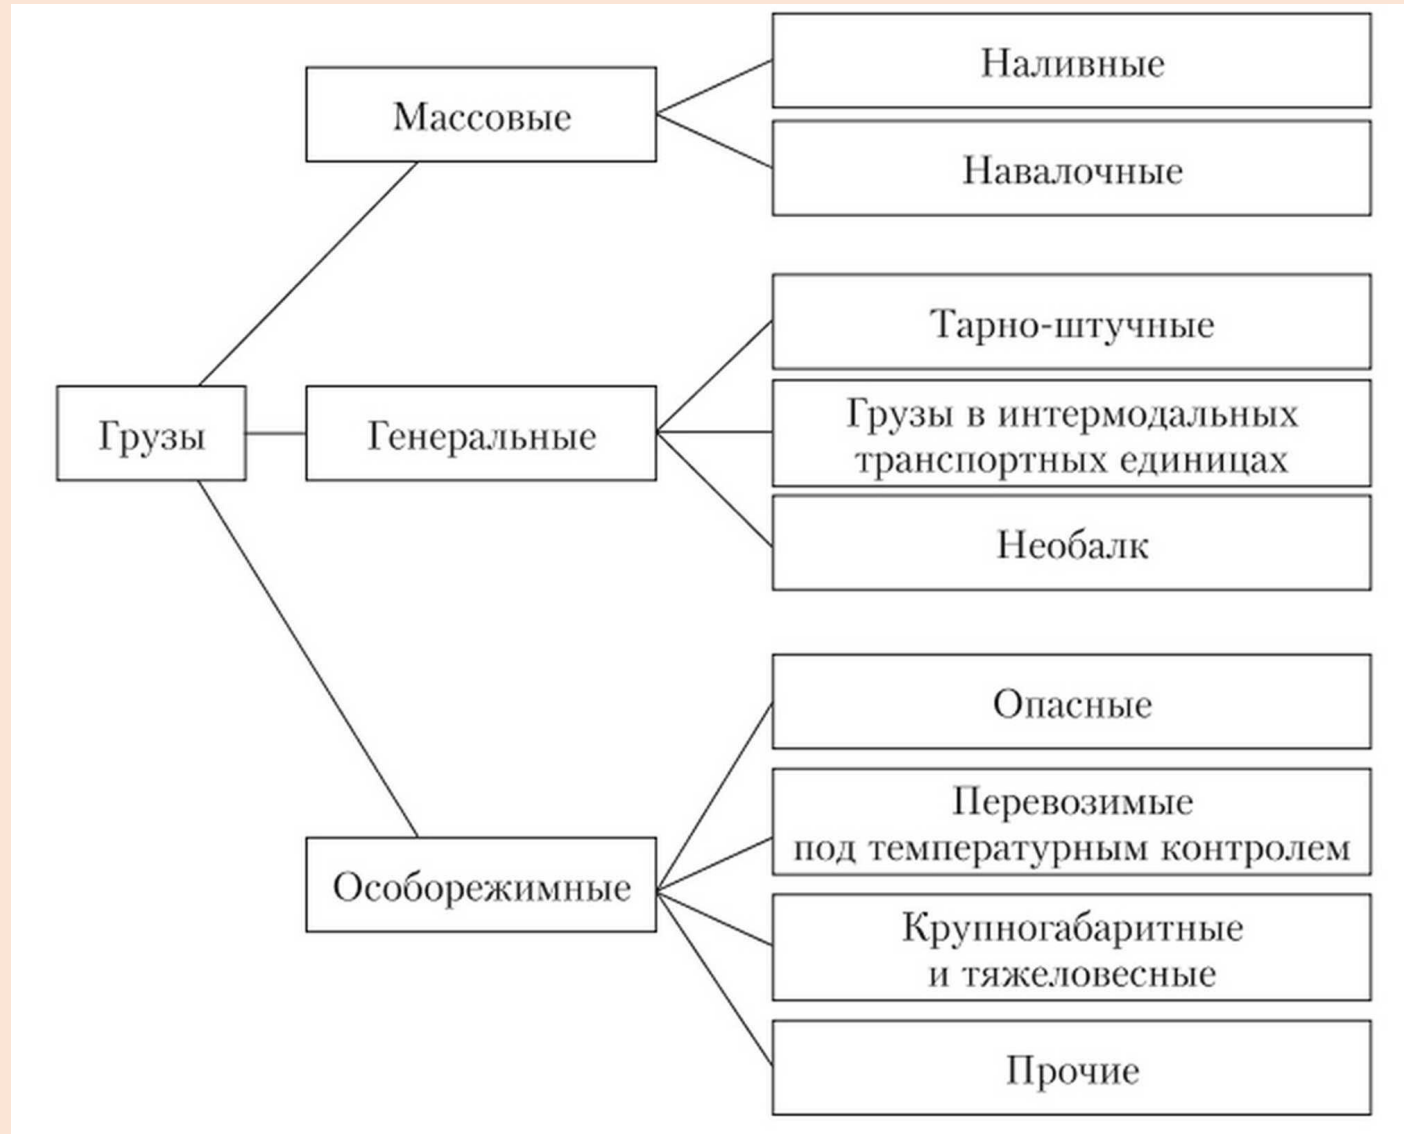 Грузы
Массовые
Наливные
Навалочные
Генеральные
Тарно-штучные
Грузы в интермодальных
транспортных единицах
Необалк
Особорежимные
Опасные
Перевозимые
под температурным контролем
Крупногабаритные
и тяжеловесные
Прочие